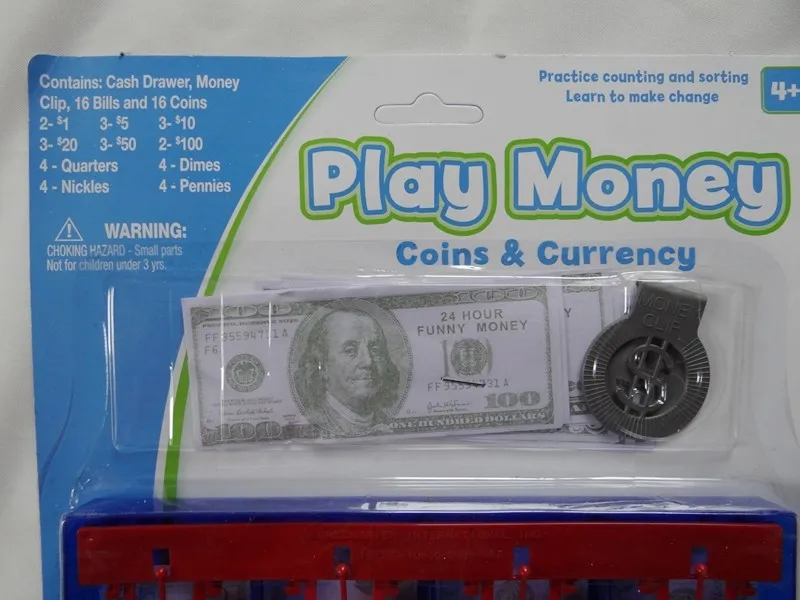 Contains: Cash Drawer, Money
Clip, 16 Bills and 16 Coins
2- $1 3- $5 3- $10
3- $20 3- $50 2- $100
4 - Quarters 4 - Dimes
4 - Nickles 4 - Pennies
WARNING:
CHOKING HAZARD - Small parts
Not for children under 3 yrs.
Practice counting and sorting
Learn to make change
4+
Play Money
Coins & Currency
24 HOUR
FUNNY MONEY
100
ONE HUNDRED DOLLARS
100
MONEY
CLIP
$